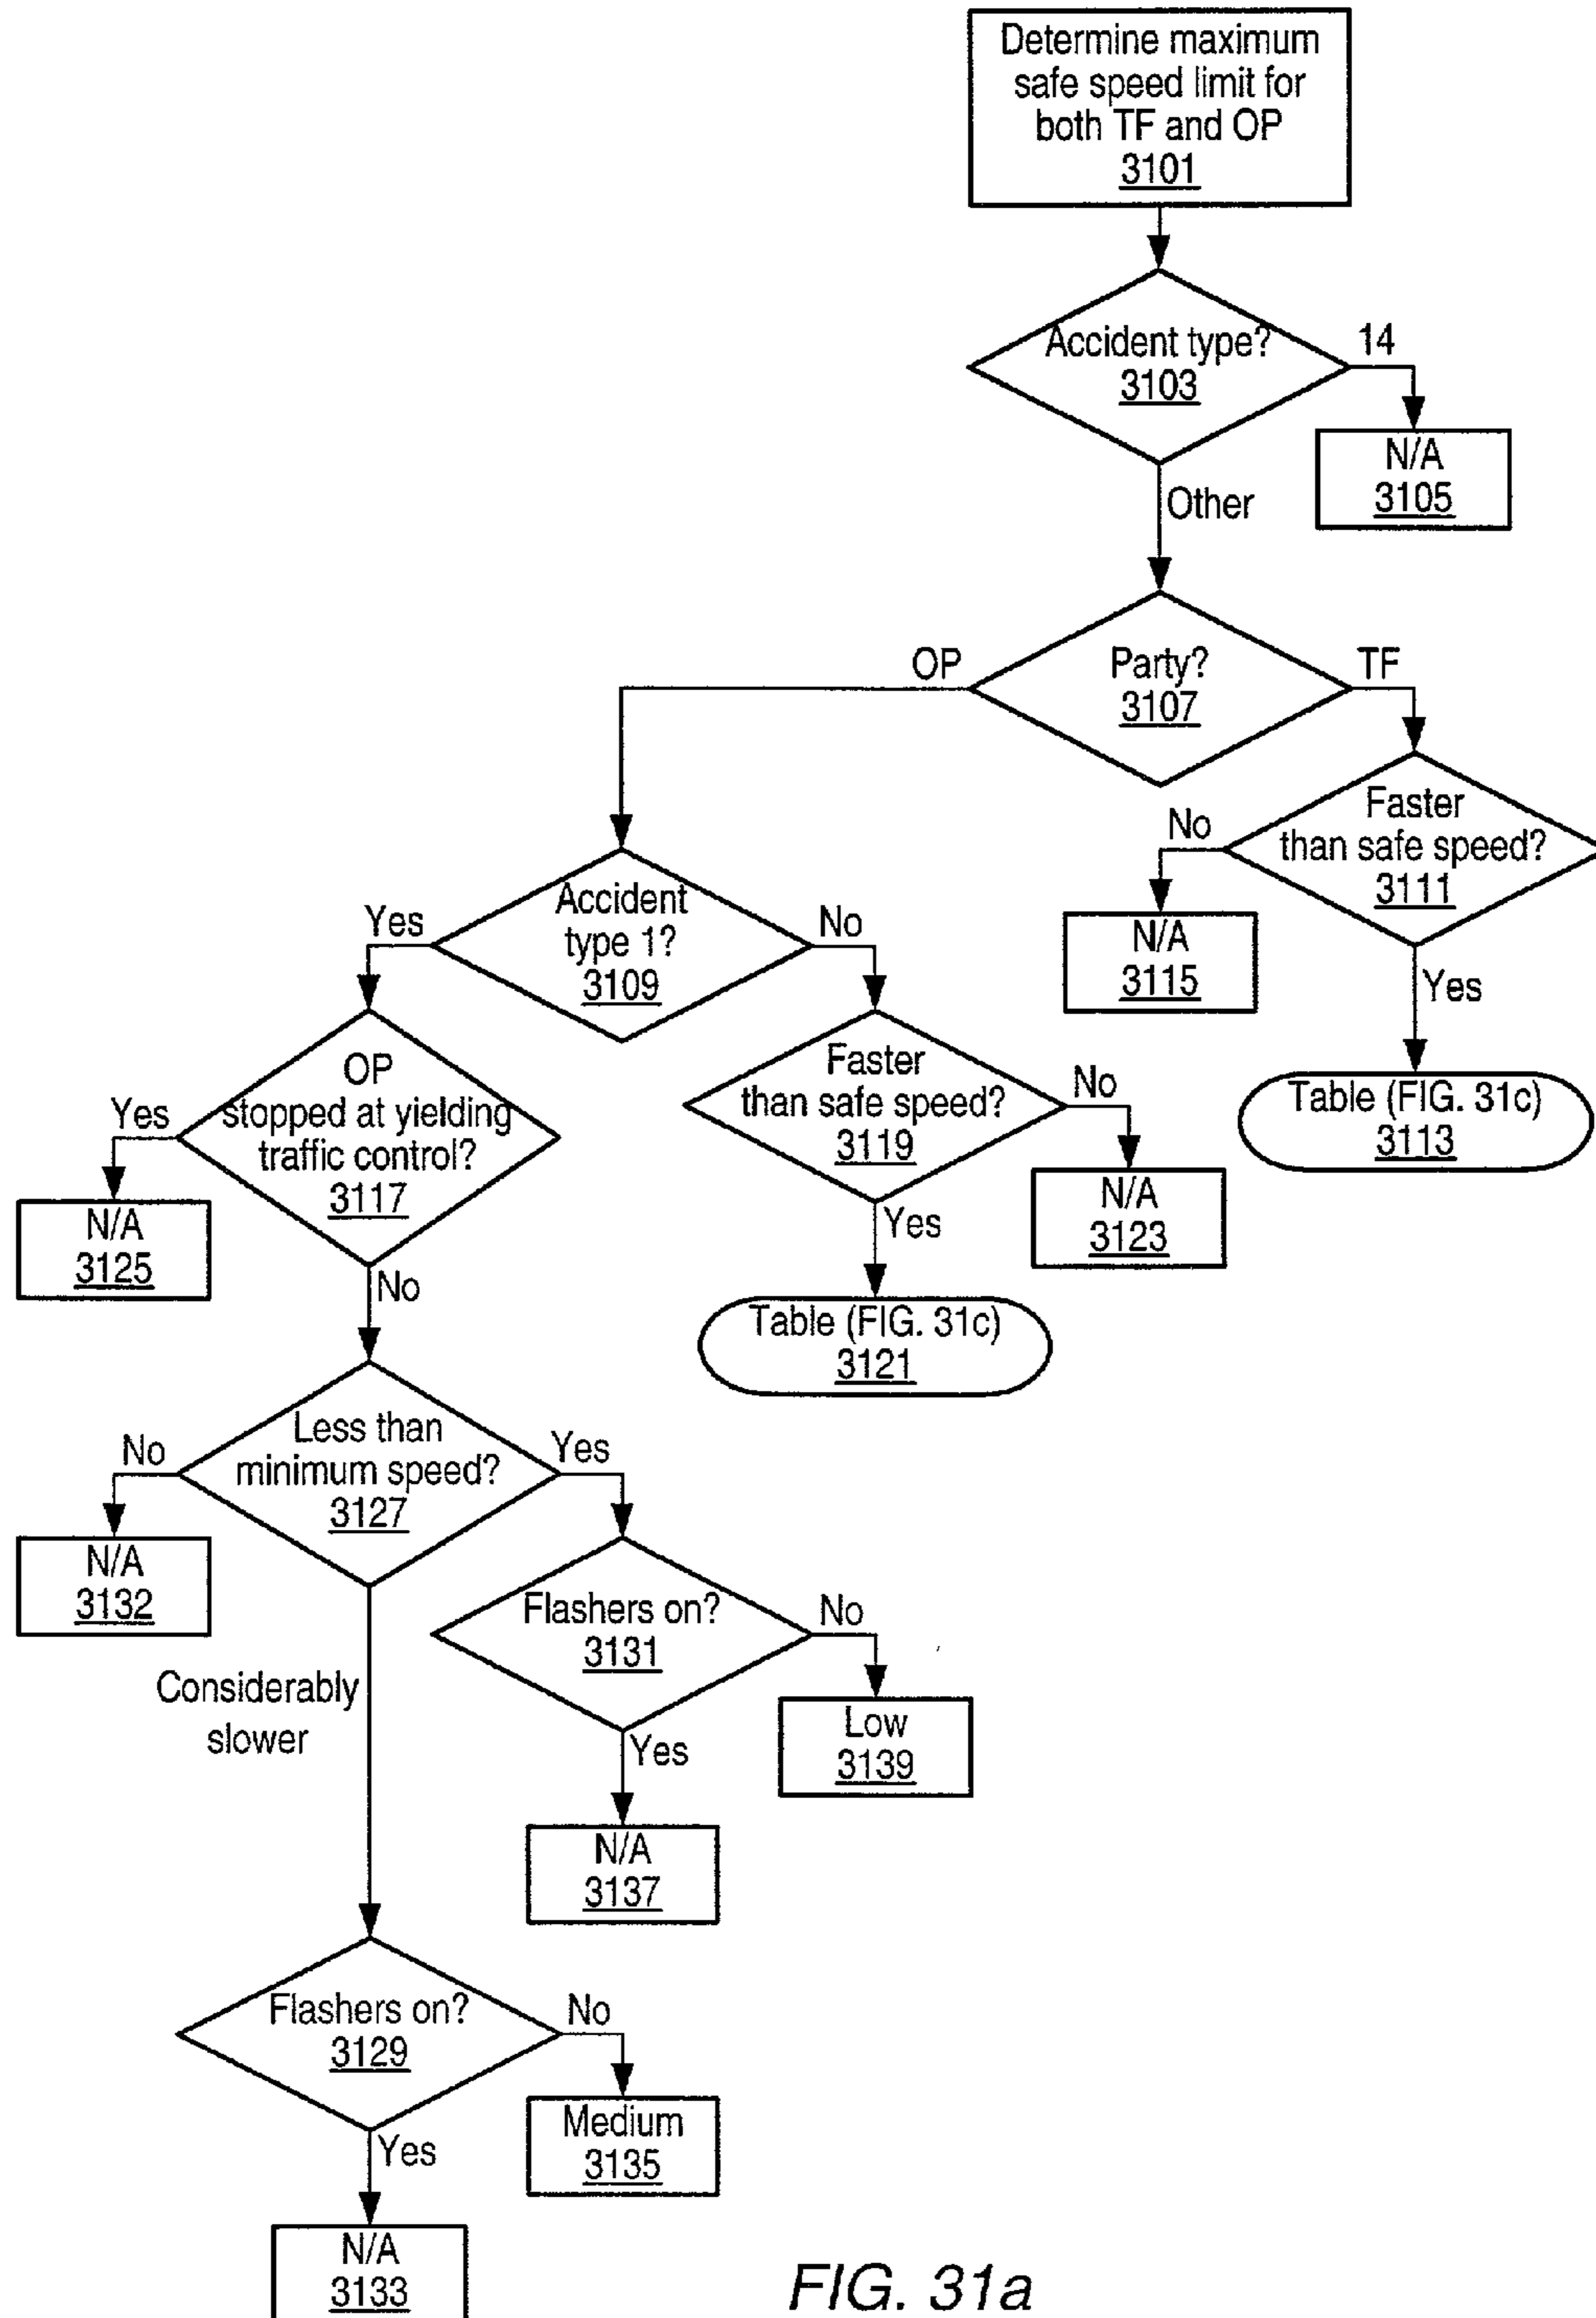 Determine maximum
safe speed limit for
both TF and OP
3101
Accident type?
3103
14
N/A
3105
Other
Party?
3107
OP
TF
Faster
than safe speed?
3111
No
N/A
3115
Yes
Table (FIG. 31c)
3113
Accident
type 1?
3109
Yes
No
OP
stopped at yielding
traffic control?
3117
Yes
N/A
3125
No
Faster
than safe speed?
3119
No
N/A
3123
Yes
Table (FIG. 31c)
3121
Less than
minimum speed?
3127
No
N/A
3132
Yes
Flashers on?
3131
No
Low
3139
Yes
N/A
3137
Considerably
slower
Flashers on?
3129
No
Medium
3135
Yes
N/A
3133
FIG. 31a